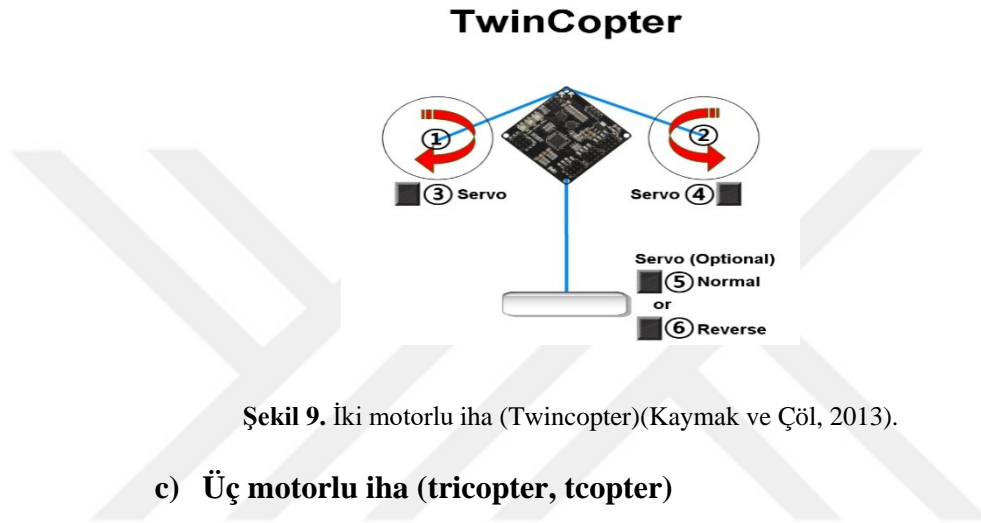 TwinCopter
1 2
3 Servo Servo 4
Servo (Optional)
5 Normal
or
6 Reverse
Şekil 9. İki motorlu iha (Twincopter)(Kaymak ve Çöl, 2013).
c) Üç motorlu iha (tricopter, tcopter)